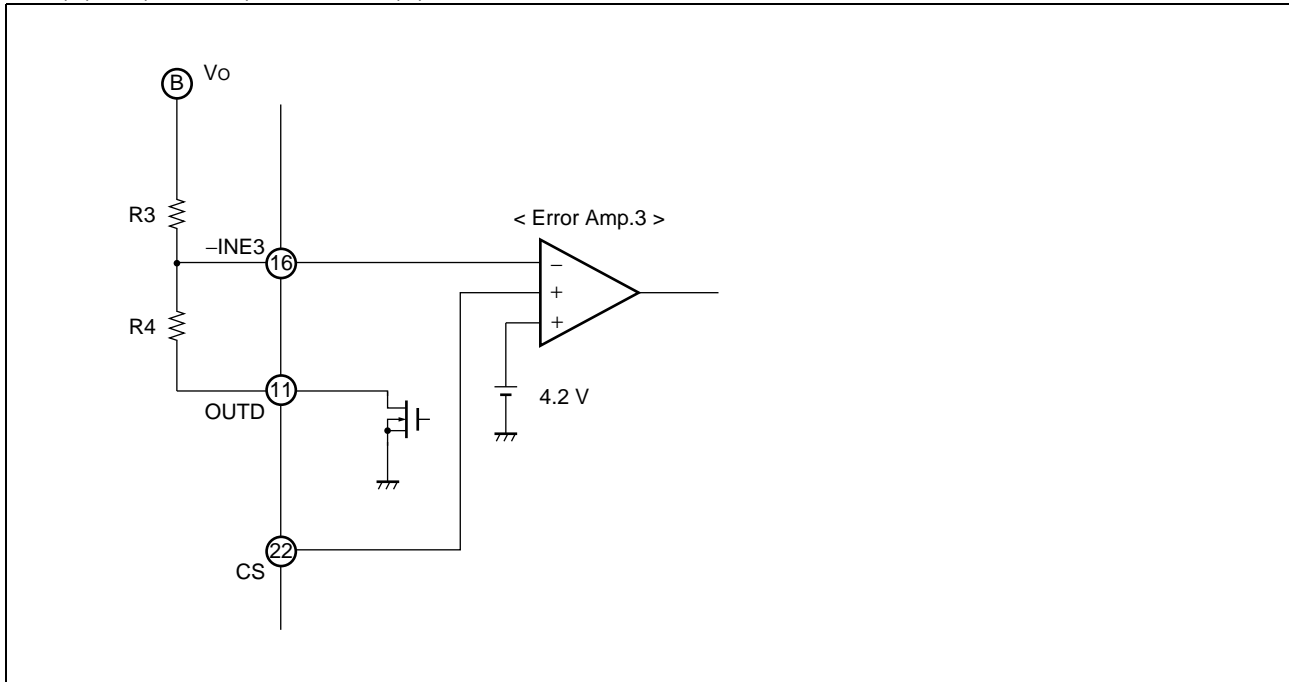 B Vo
R3
< Error Amp.3 >
−INE3
16
−
+
R4
+
11
4.2 V
OUTD
22
CS